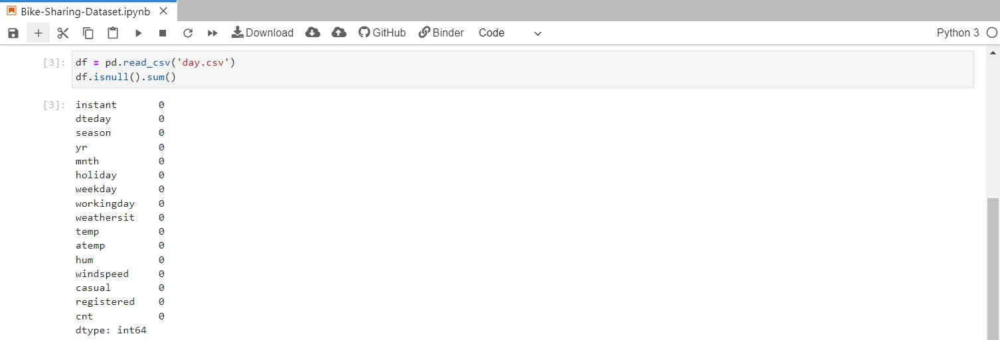 Bike-Sharing-Dataset.ipynb
Download GitHub Binder Code Python 3
[3]: df = pd.read_csv('day.csv')
df.isnull().sum()
[3]: instant 0
dteday 0
season 0
yr 0
mnth 0
holiday 0
weekday 0
workingday 0
weathersit 0
temp 0
atemp 0
hum 0
windspeed 0
casual 0
registered 0
cnt 0
dtype: int64